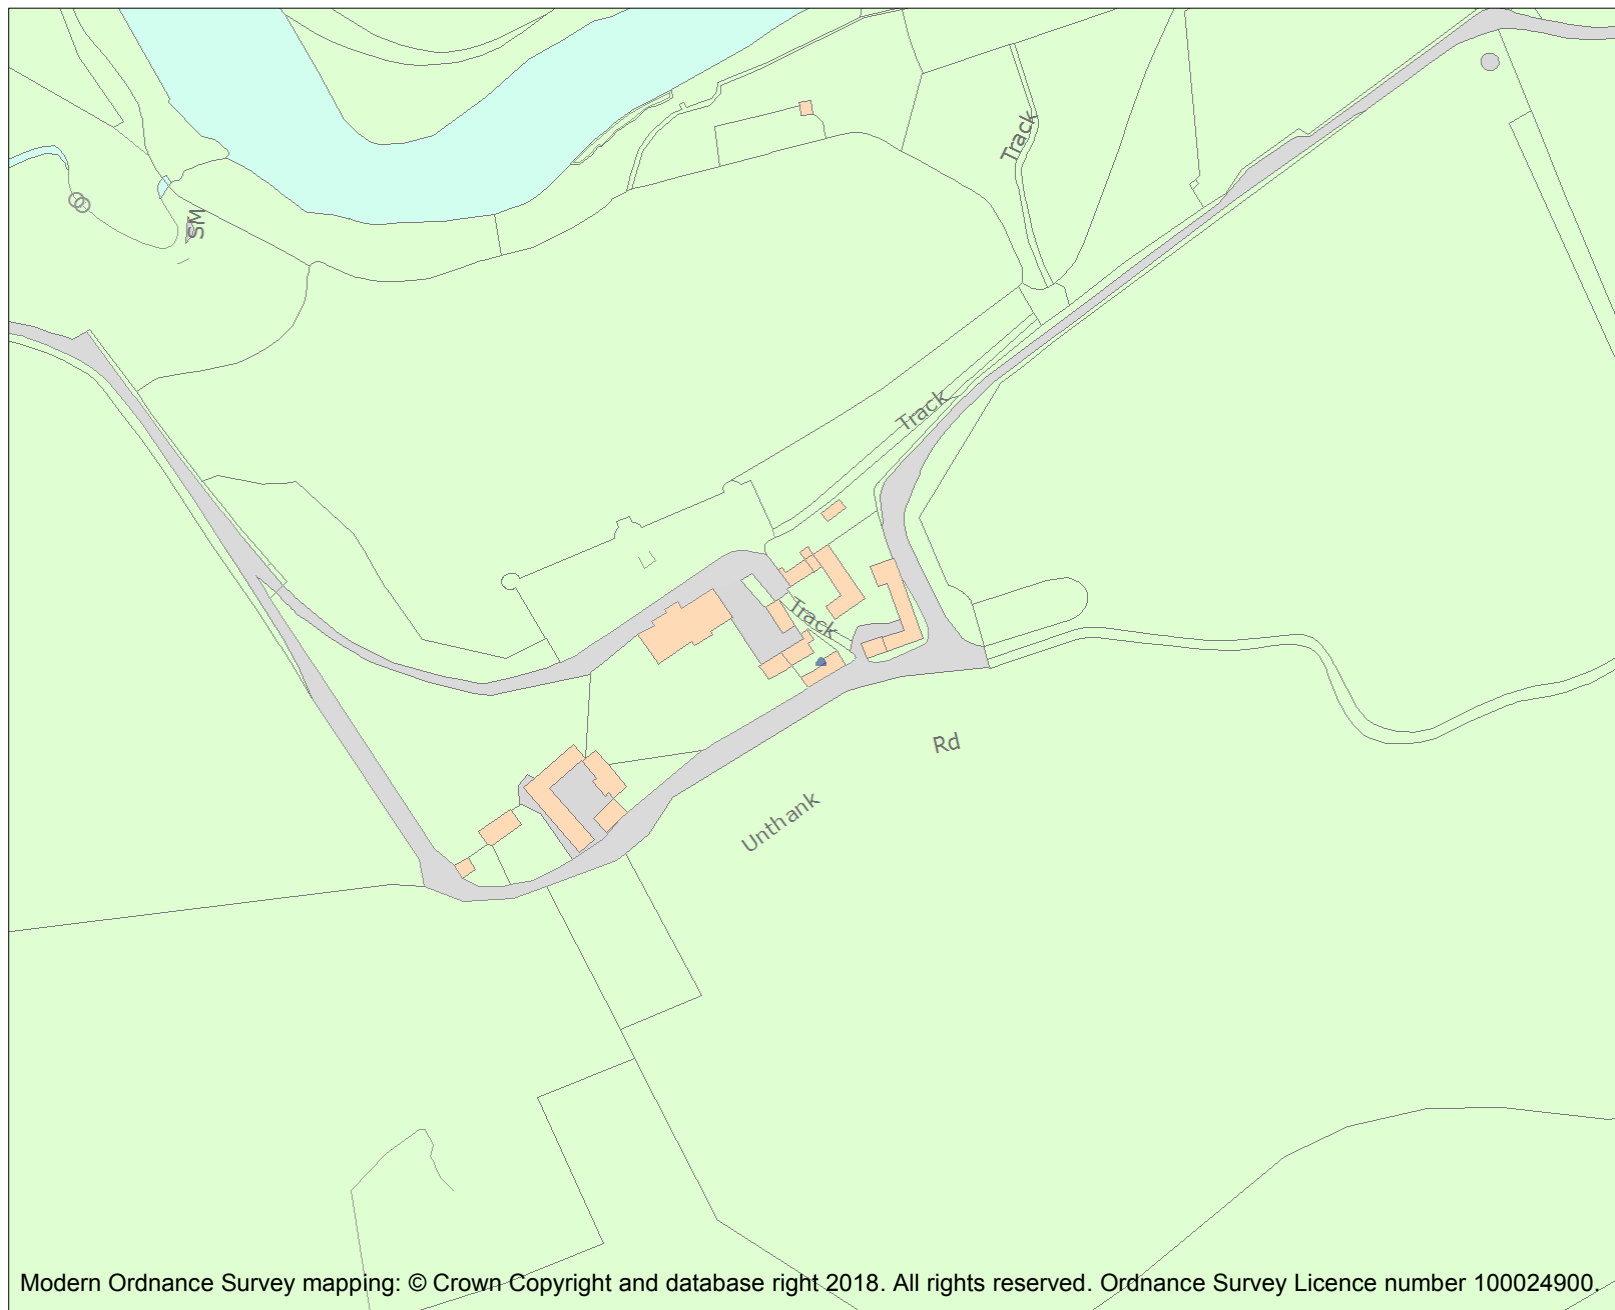 Track
SM
Track
Track
Rd
Unthank
Modern Ordnance Survey mapping: © Crown Copyright and database right 2018. All rights reserved. Ordnance Survey Licence number 100024900.